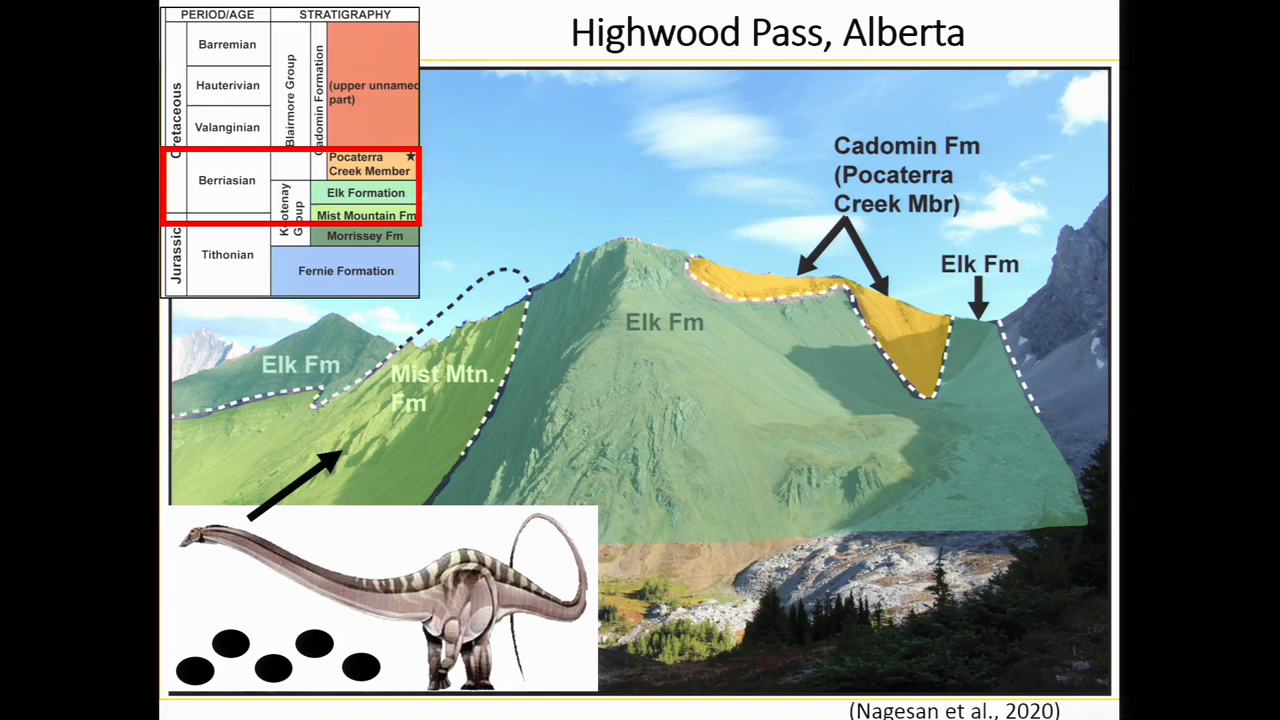 Highwood Pass, Alberta
PERIOD/AGE
STRATIGRAPHY
Cretaceous
Jurassic
Barremian
Hauterivian
Valanginian
Berriasian
Tithonian
Blairmore Group
Kootenay
Group
Cadomin Formation
(upper unnamed
part)
Pocaterra
Creek Member
Elk Formation
Mist Mountain Fm
Morrissey Fm
Fernie Formation
Cadomin Fm
(Pocaterra
Creek Mbr)
Elk Fm
Elk Fm
Elk Fm
Mist Mtn.
Fm
(Nagesan et al., 2020)